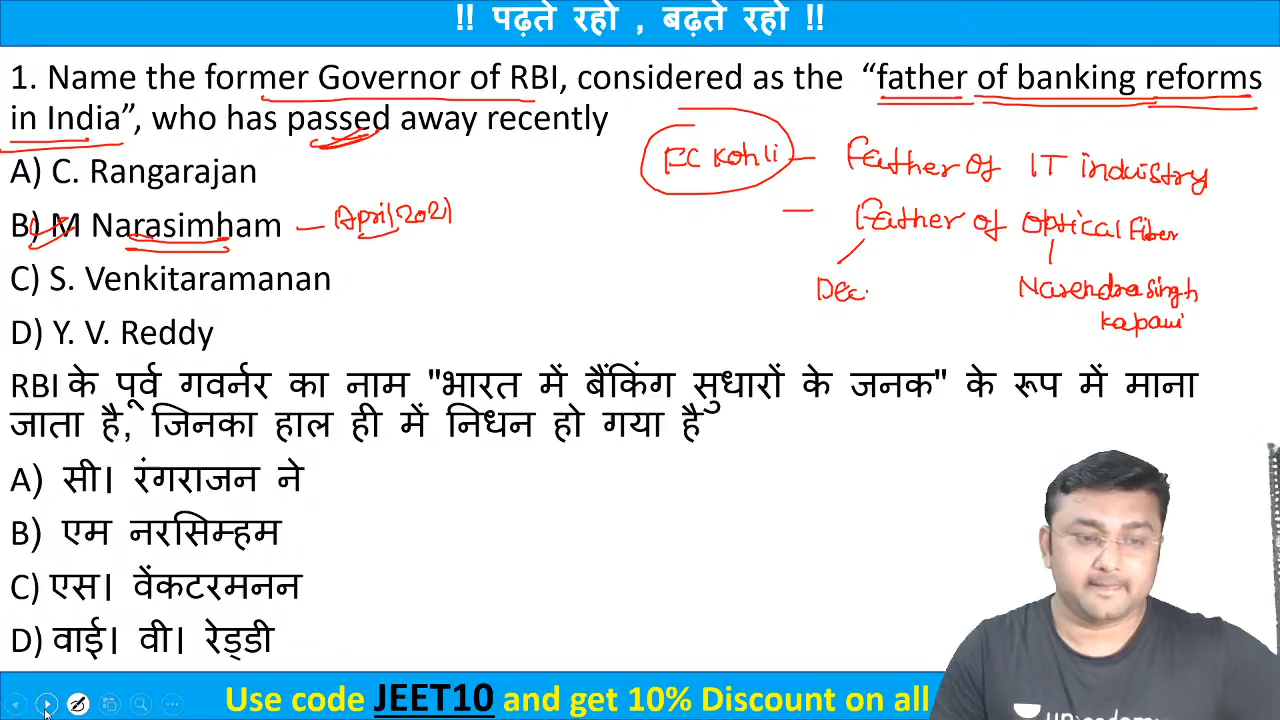 !! पढ़ते रहो , बढ़ते रहो !!
1. Name the former Governor of RBI, considered as the “father of banking reforms
in India”, who has passed away recently
FC Kohli — Father of IT industry
A) C. Rangarajan
B) M Narasimham — April 2021
— Father of Optical Fiber
C) S. Venkitaramanan
Dec. Narendra Singh
Kapani
D) Y. V. Reddy
RBI के पूर्व गवर्नर का नाम "भारत में बैंकिंग सुधारों के जनक" के रूप में माना
जाता है, जिनका हाल ही में निधन हो गया है
A) सी। रंगराजन ने
B) एम नरसिम्हम
C) एस। वेंकटरमनन
D) वाई। वी। रेड्डी
Use code JEET10 and get 10% Discount on all